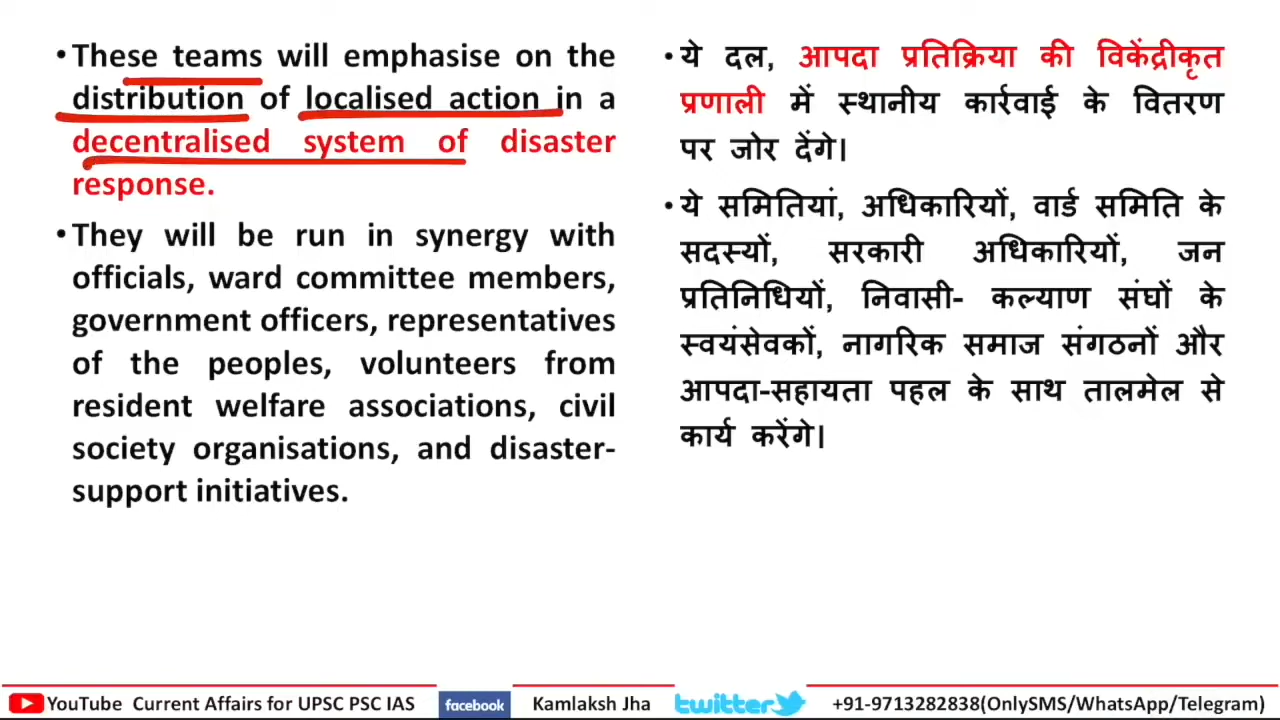 •These teams will emphasise on the
distribution of localised action in a
decentralised system of disaster
response.
•They will be run in synergy with
officials, ward committee members,
government officers, representatives
of the peoples, volunteers from
resident welfare associations, civil
society organisations, and disaster-
support initiatives.
•ये दल, आपदा प्रतिक्रिया की विकेंद्रीकृत
प्रणाली में स्थानीय कार्रवाई के वितरण
पर जोर देंगे।
•ये समितियां, अधिकारियों, वार्ड समिति के
सदस्यों, सरकारी अधिकारियों, जन
प्रतिनिधियों, निवासी- कल्याण संघों के
स्वयंसेवकों, नागरिक समाज संगठनों और
आपदा-सहायता पहल के साथ तालमेल से
कार्य करेंगे।
YouTube Current Affairs for UPSC PSC IAS facebook Kamlaksh Jha twitter +91-9713282838(OnlySMS/WhatsApp/Telegram)